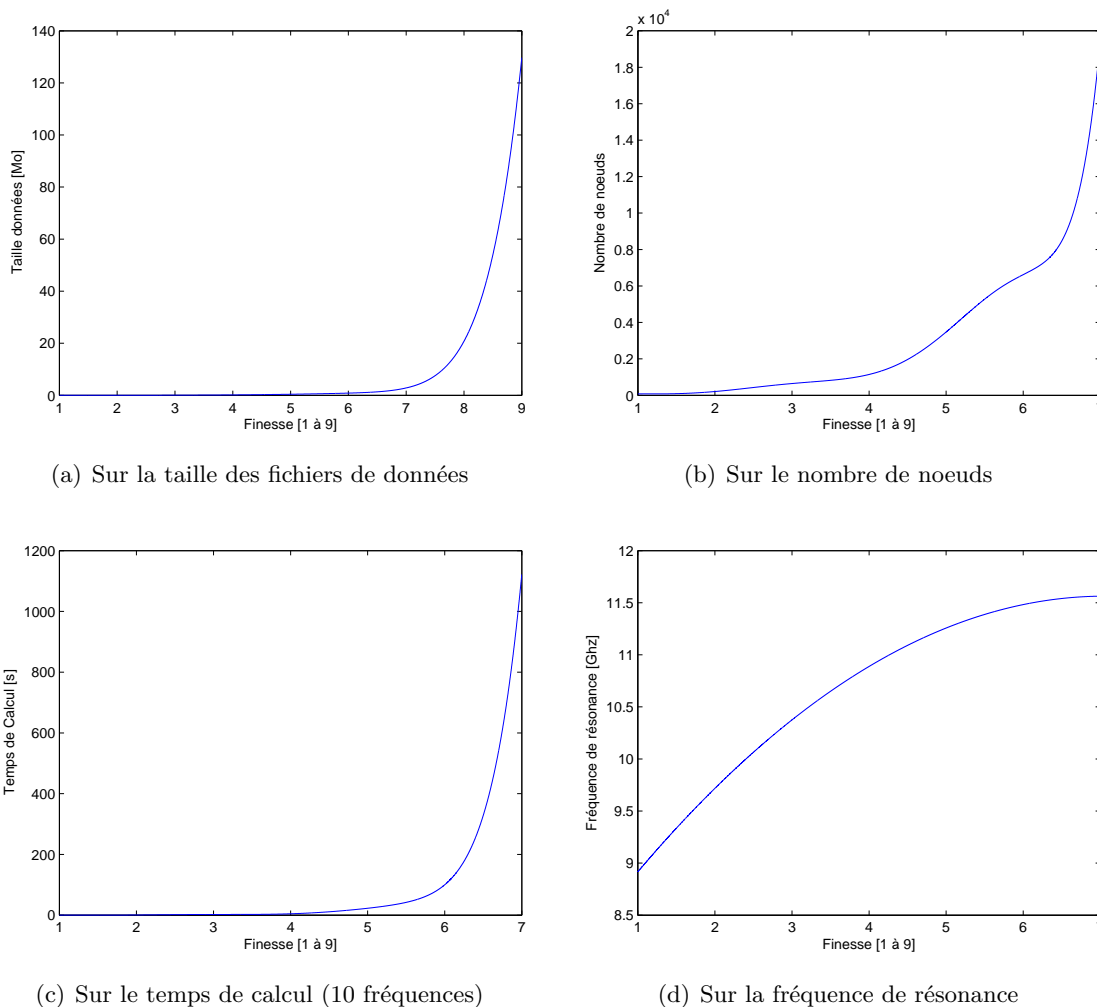 140
120
100
80
60
40
20
0
Taille données [Mo]
1 2 3 4 5 6 7 8 9
Finesse [1 à 9]
(a) Sur la taille des fichiers de données
x 10^4
2
1.8
1.6
1.4
1.2
1
0.8
0.6
0.4
0.2
0
Nombre de noeuds
1 2 3 4 5 6
Finesse [1 à 9]
(b) Sur le nombre de noeuds
1200
1000
800
600
400
200
0
Temps de Calcul [s]
1 2 3 4 5 6 7
Finesse [1 à 9]
(c) Sur le temps de calcul (10 fréquences)
12
11.5
11
10.5
10
9.5
9
8.5
Fréquence de résonance [Ghz]
1 2 3 4 5 6
Finesse [1 à 9]
(d) Sur la fréquence de résonance